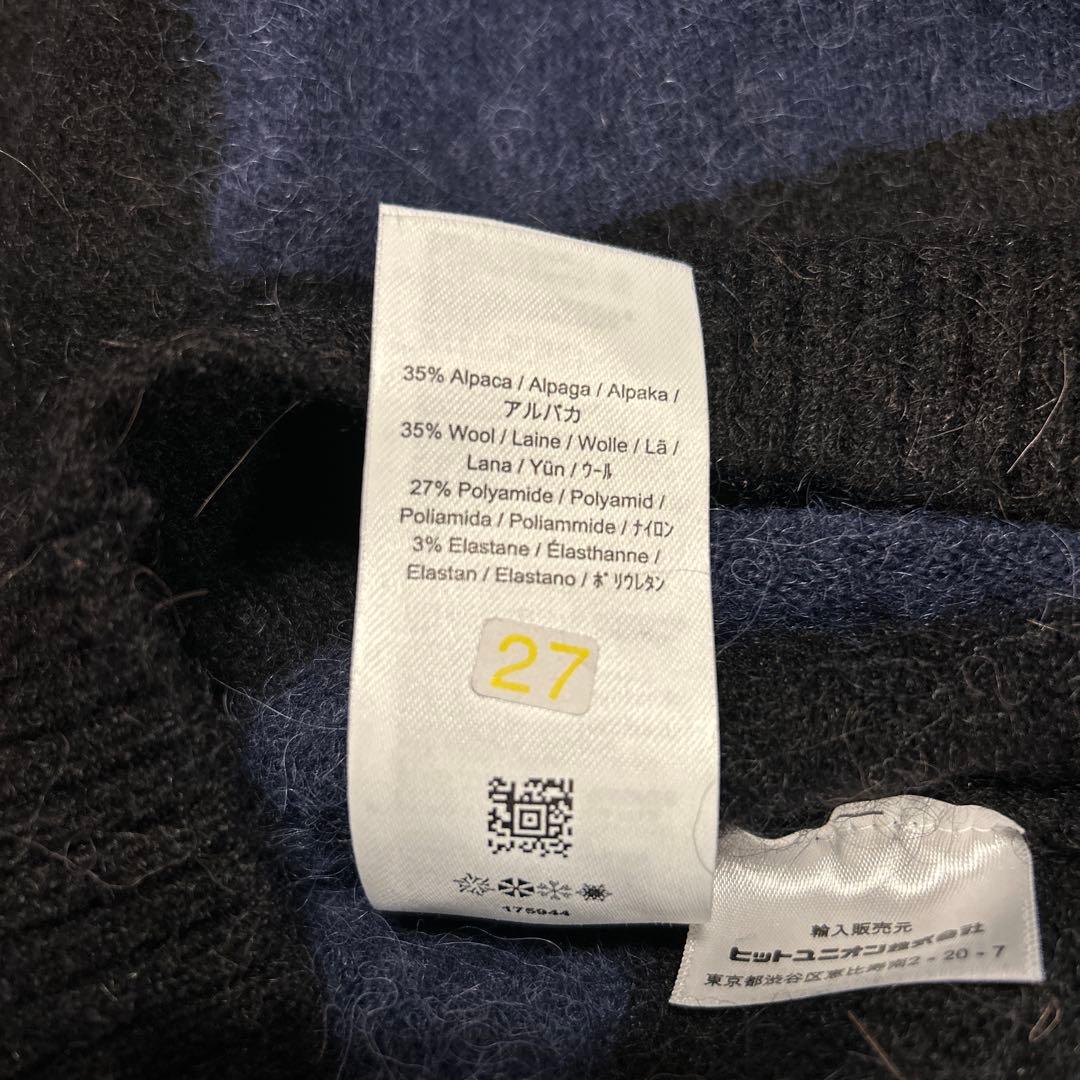 35% Alpaca / Alpaga / Alpaka /
アルパカ
35% Wool / Laine / Wolle / Lã /
Lana / Yün / ウール
27% Polyamide / Polyamid /
Poliamida / Poliammide / ナイロン
3% Elastane / Élasthanne /
Elastan / Elastano / ポリウレタン
27
175944
輸入販売元
ヒットユニオン株式会社
東京都渋谷区恵比寿南2-20-7